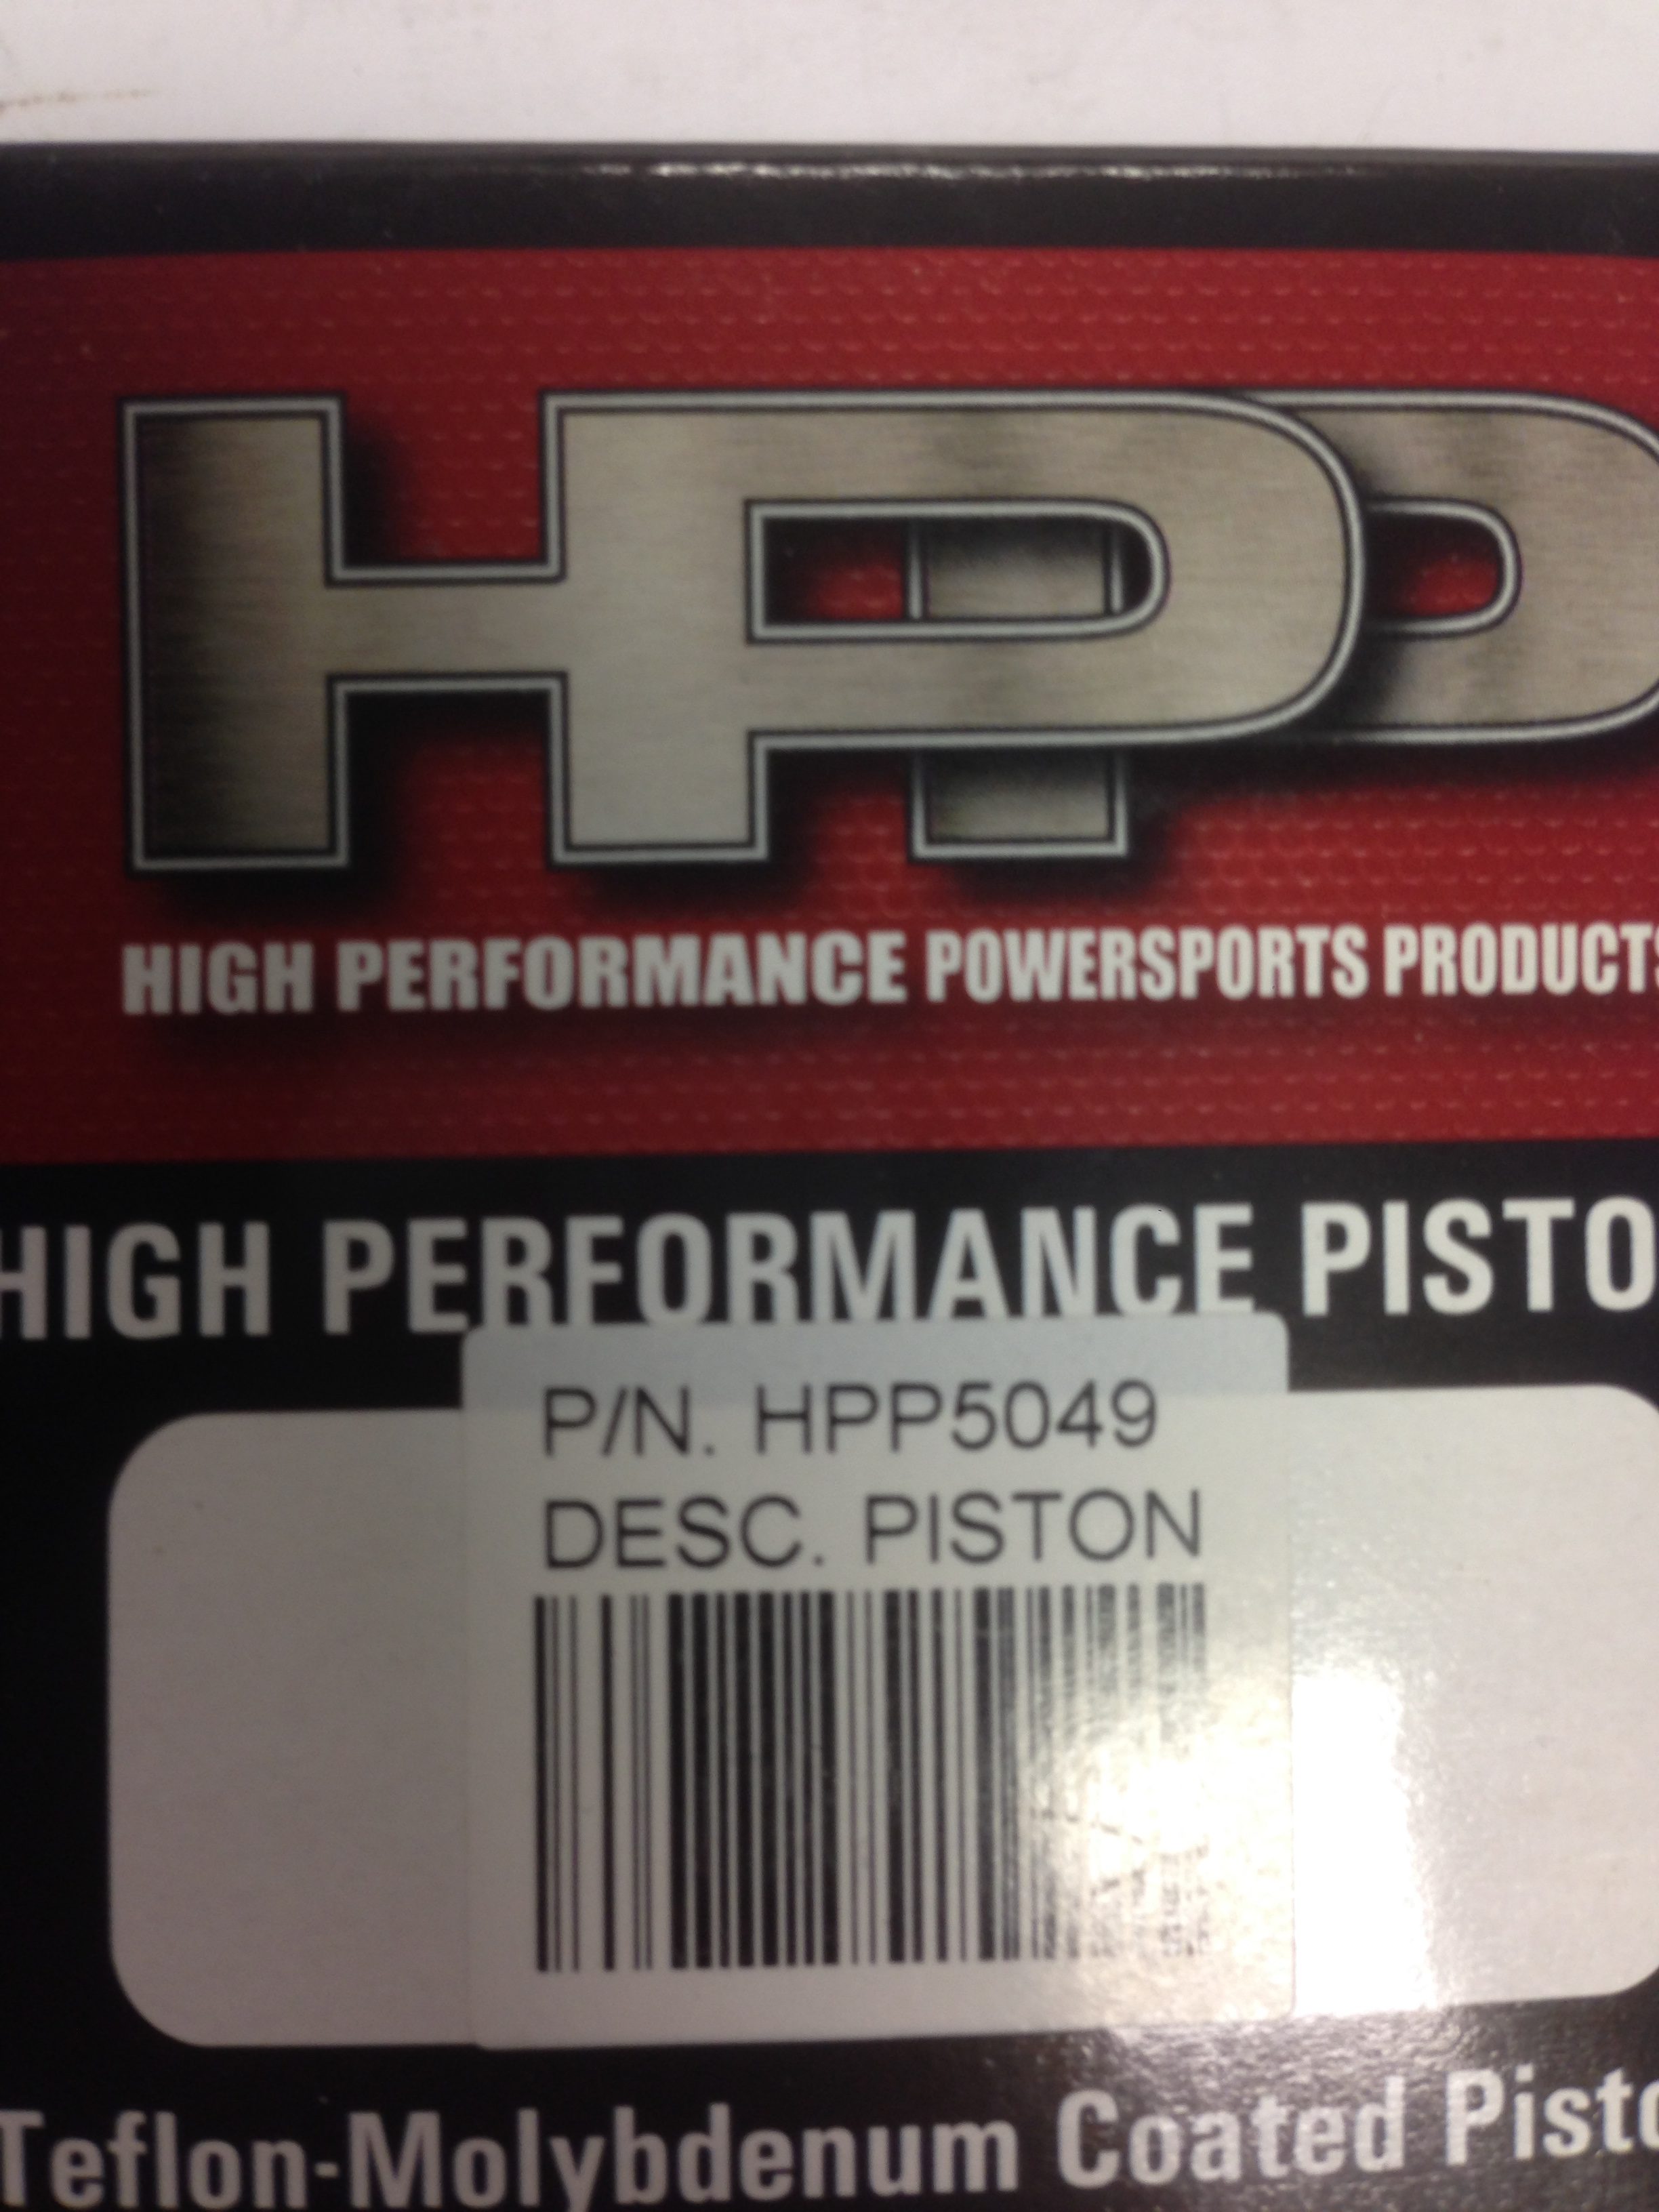 HPP
HIGH PERFORMANCE POWERSPORTS PRODUCTS
HIGH PERFORMANCE PISTO
P/N. HPP5049
DESC. PISTON
Teflon-Molybdenum Coated Pisto